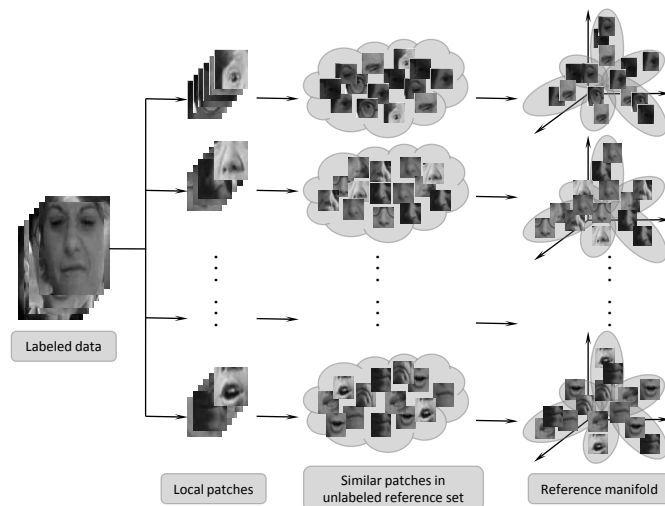 Labeled data
Local patches
Similar patches in
unlabeled reference set
Reference manifold